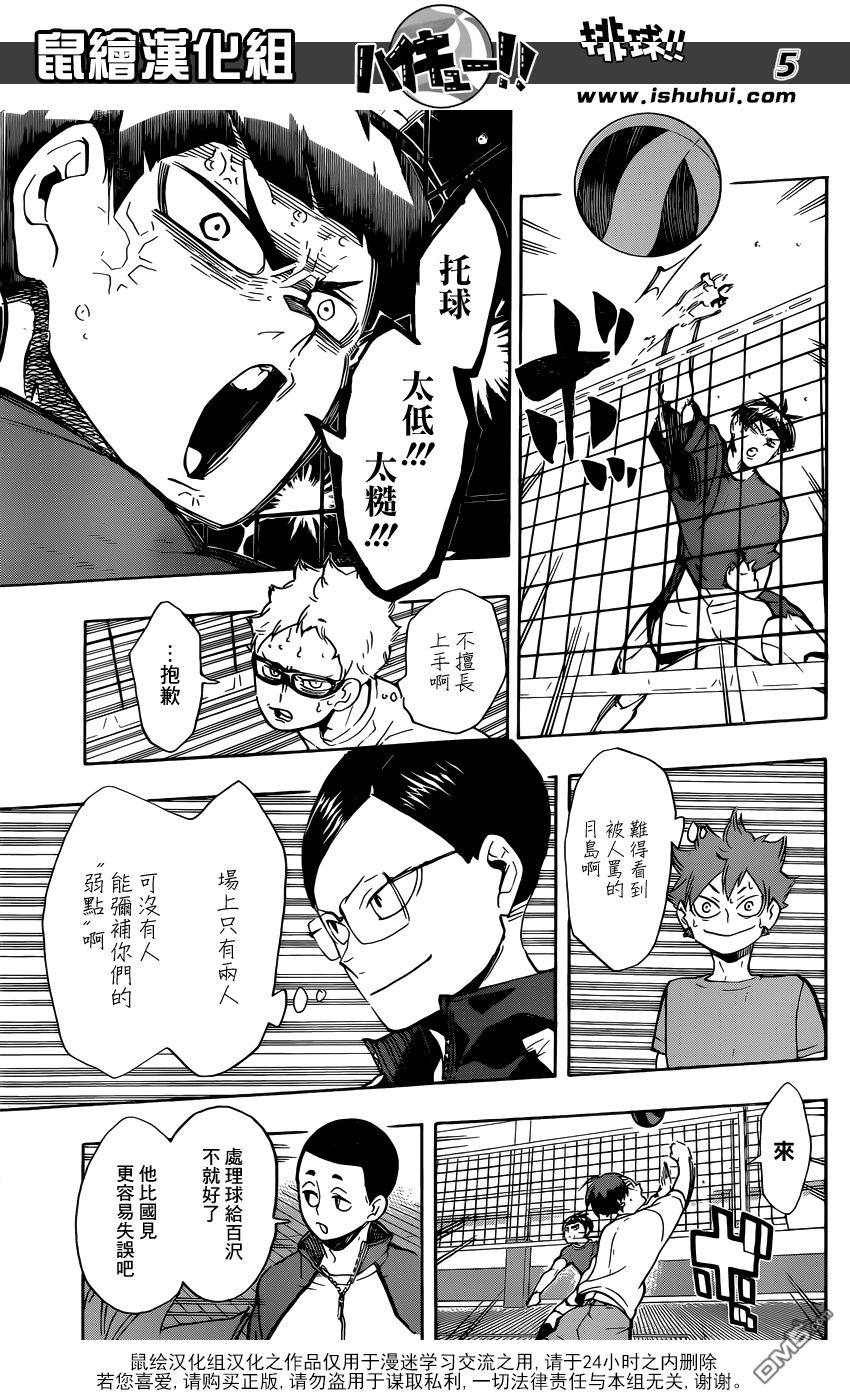 鼠繪漢化組
ハイキュー!!
排球!!
5
www.ishuhui.com
ボッ
托球
太低!!!
太糙!!!
不擅長
上手啊
…抱歉
難得看到
被人罵的
月島啊
場上只有兩人
可沒有人
能彌補你們的
〝弱點〞啊
來
處理球給百沢
不就好了
他比國見
更容易失誤吧
鼠绘汉化组汉化之作品仅用于漫迷学习交流之用, 请于24小时之内删除
若您喜爱, 请购买正版, 请勿用于谋取私利, 一切法律责任与本组无关, 谢谢.